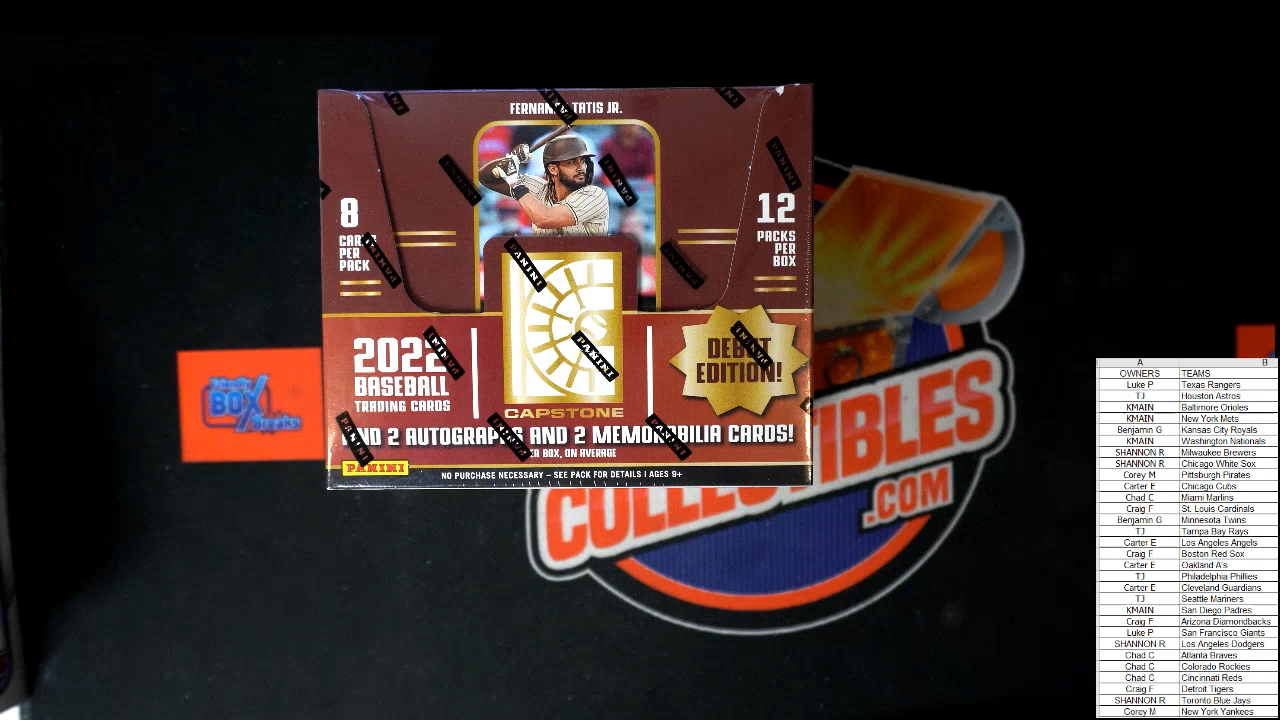 FERNANDO TATIS JR.
8
CARDS
PER
PACK
12
PACKS
PER
BOX
2022
BASEBALL
TRADING CARDS
CAPSTONE
DEBUT
EDITION!
FIND 2 AUTOGRAPHS AND 2 MEMORABILIA CARDS!
PER BOX, ON AVERAGE
PANINI
NO PURCHASE NECESSARY – SEE PACK FOR DETAILS | AGES 9+
Friendly
BOX
Breaks
COLLECTIBLES
.COM
A B
OWNERS TEAMS
Luke P Texas Rangers
TJ Houston Astros
KMAIN Baltimore Orioles
KMAIN New York Mets
Benjamin G Kansas City Royals
KMAIN Washington Nationals
SHANNON R Milwaukee Brewers
SHANNON R Chicago White Sox
Corey M Pittsburgh Pirates
Carter E Chicago Cubs
Chad C Miami Marlins
Craig F St. Louis Cardinals
Benjamin G Minnesota Twins
TJ Tampa Bay Rays
Carter E Los Angeles Angels
Craig F Boston Red Sox
Carter E Oakland A's
TJ Philadelphia Phillies
Carter E Cleveland Guardians
TJ Seattle Mariners
KMAIN San Diego Padres
Craig F Arizona Diamondbacks
Luke P San Francisco Giants
SHANNON R Los Angeles Dodgers
Chad C Atlanta Braves
Chad C Colorado Rockies
Chad C Cincinnati Reds
Craig F Detroit Tigers
SHANNON R Toronto Blue Jays
Corey M New York Yankees